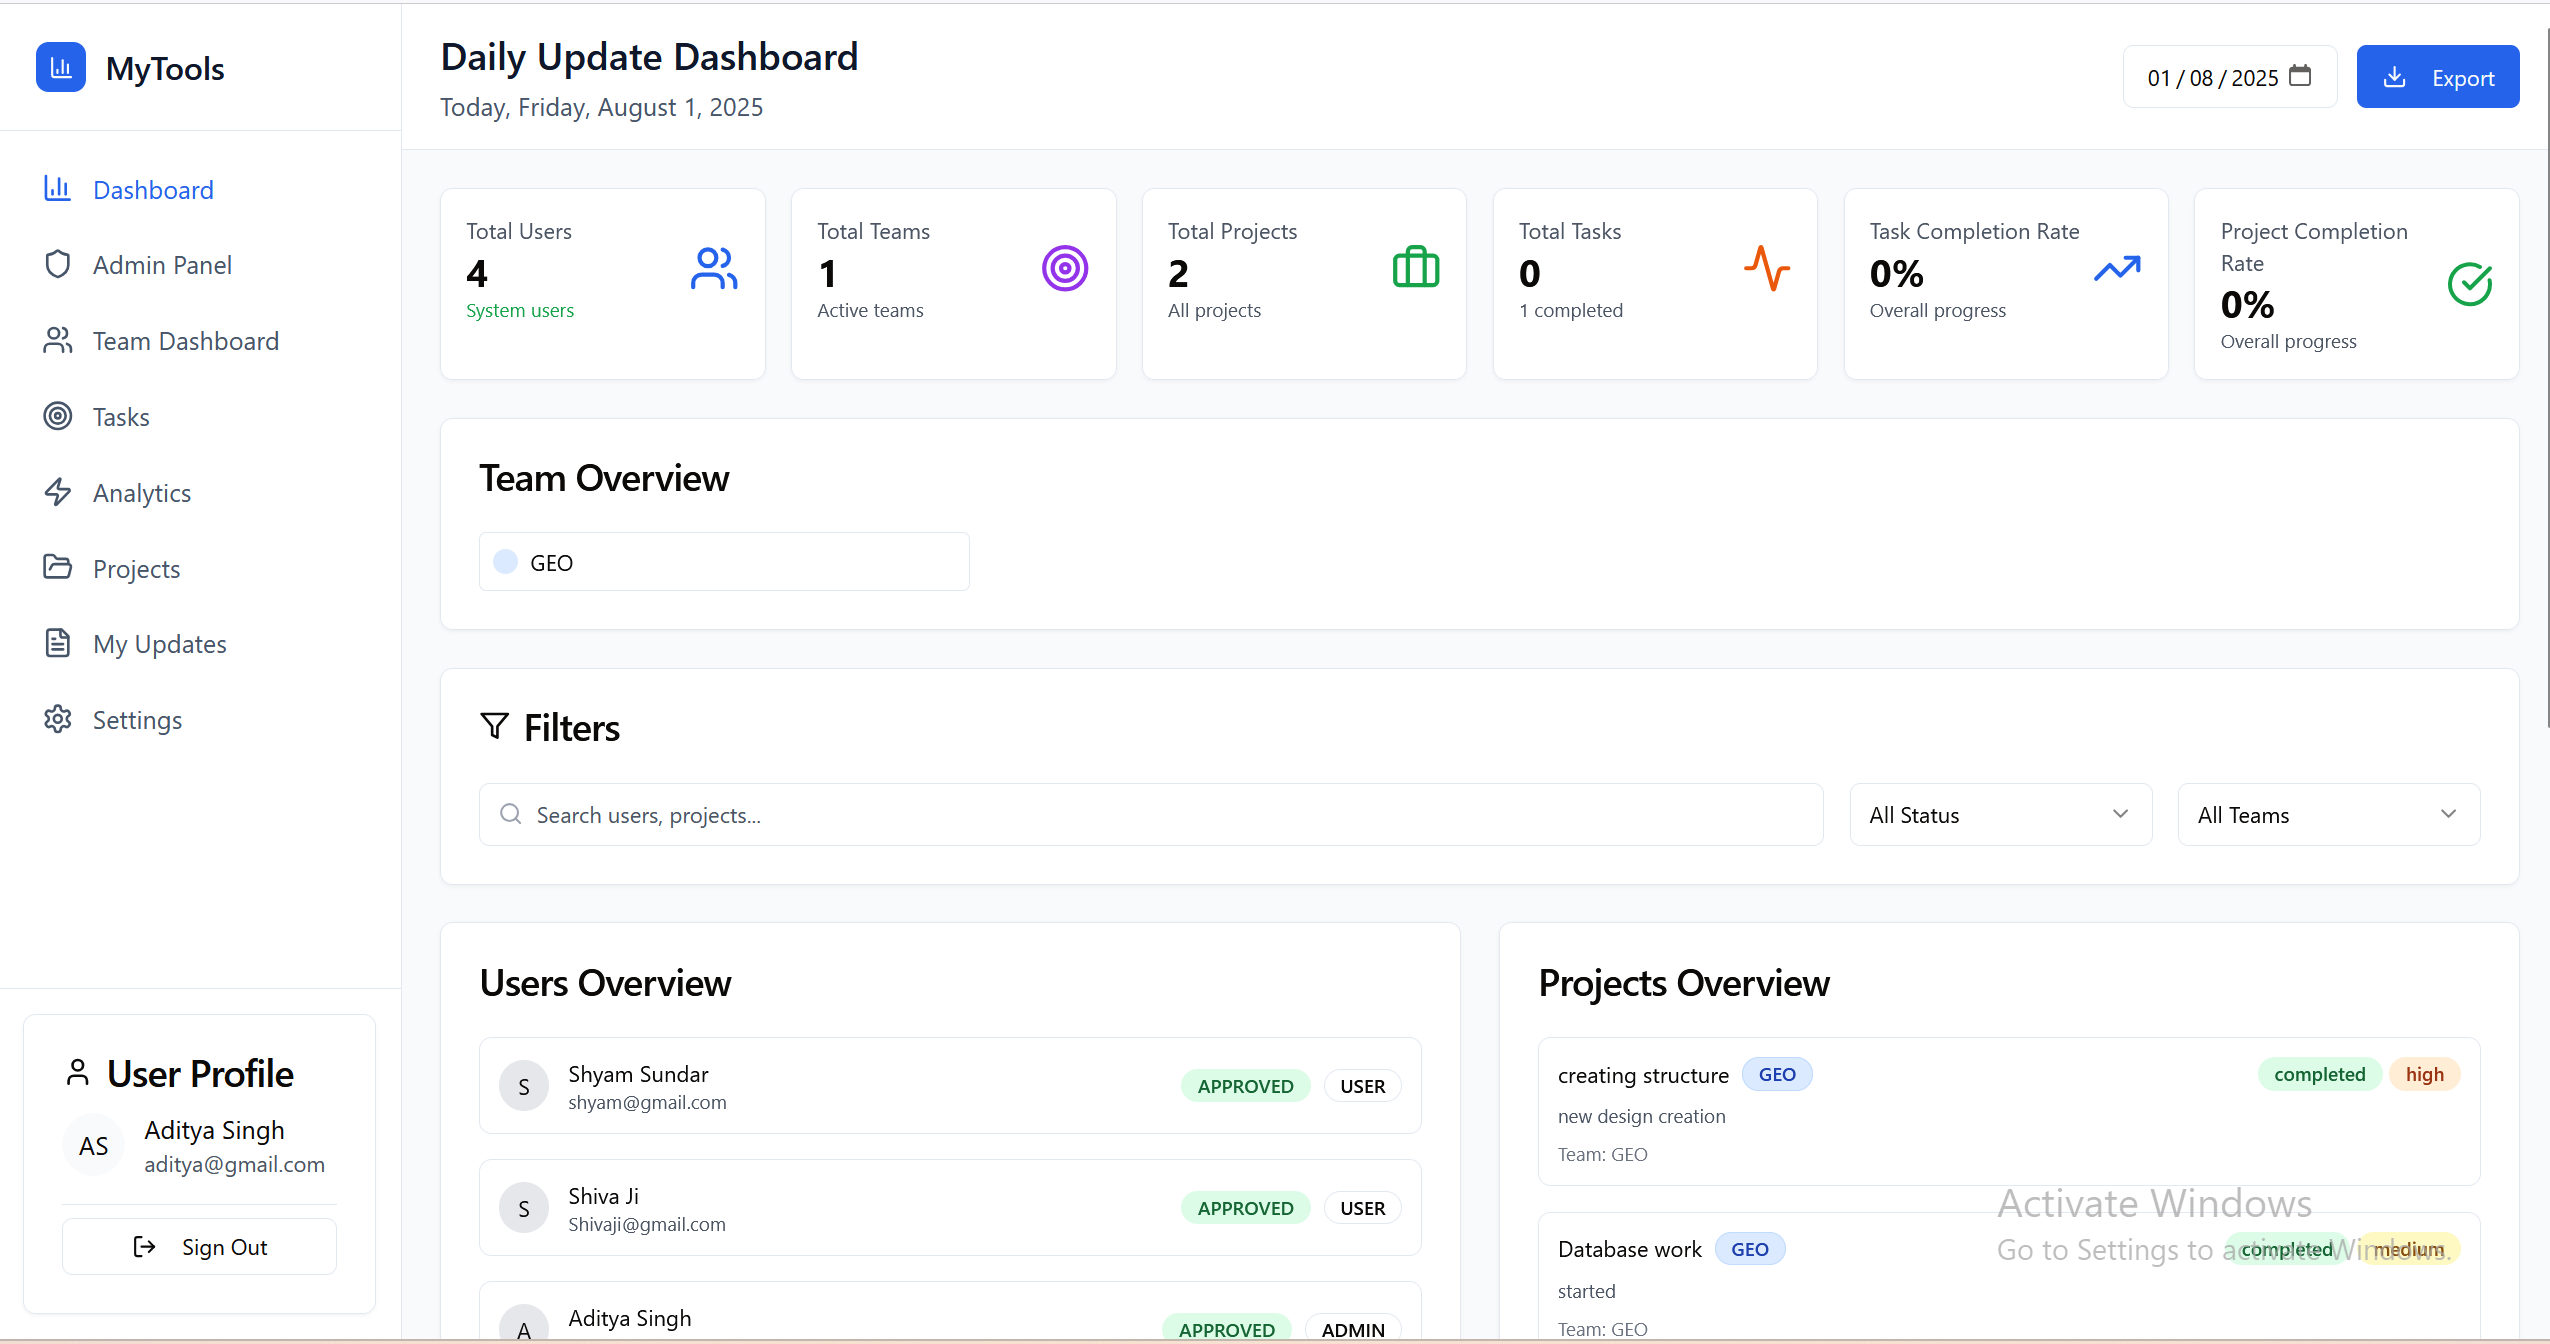 MyTools
Dashboard
Admin Panel
Team Dashboard
Tasks
Analytics
Projects
My Updates
Settings
User Profile
AS
Aditya Singh
aditya@gmail.com
Sign Out
Daily Update Dashboard
Today, Friday, August 1, 2025
01 / 08 / 2025
Export
Total Users
4
System users
Total Teams
1
Active teams
Total Projects
2
All projects
Total Tasks
0
1 completed
Task Completion Rate
0%
Overall progress
Project Completion
Rate
0%
Overall progress
Team Overview
GEO
Filters
Search users, projects...
All Status
All Teams
Users Overview
S
Shyam Sundar
shyam@gmail.com
APPROVED
USER
S
Shiva Ji
Shivaji@gmail.com
APPROVED
USER
A
Aditya Singh
APPROVED
ADMIN
Projects Overview
creating structure GEO
completed
high
new design creation
Team: GEO
Database work GEO
completed
medium
started
Team: GEO
Activate Windows
Go to Settings to activate Windows.